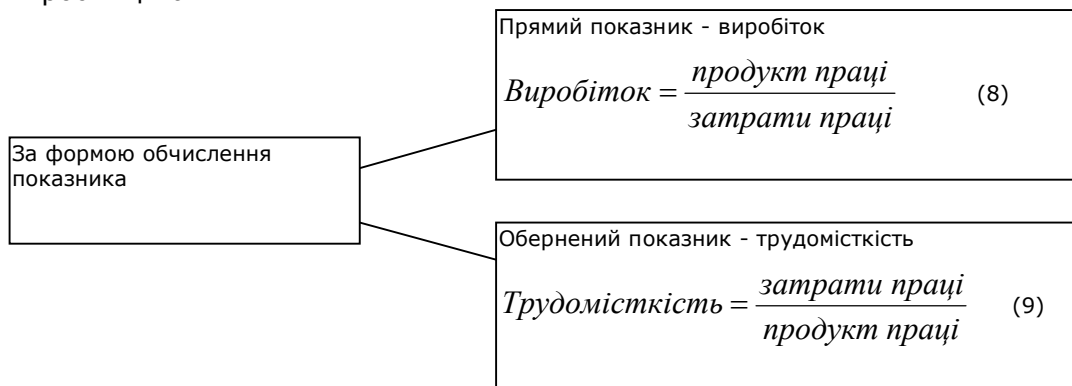 За формою обчислення
показника
Прямий показник - виробіток
Виробіток = продукт праці / затрати праці (8)
Обернений показник - трудомісткість
Трудомісткість = затрати праці / продукт праці (9)